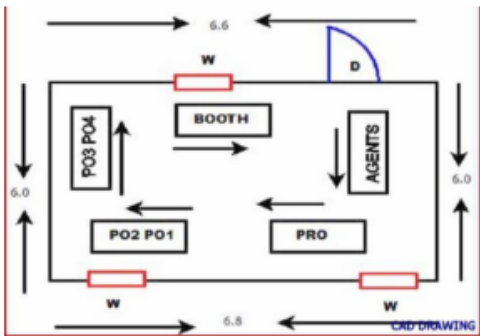 6.6
W
D
BOOTH
PO3 PO4
AGENTS
6.0
6.0
PO2 PO1
PRO
W
W
6.8
CAD DRAWING